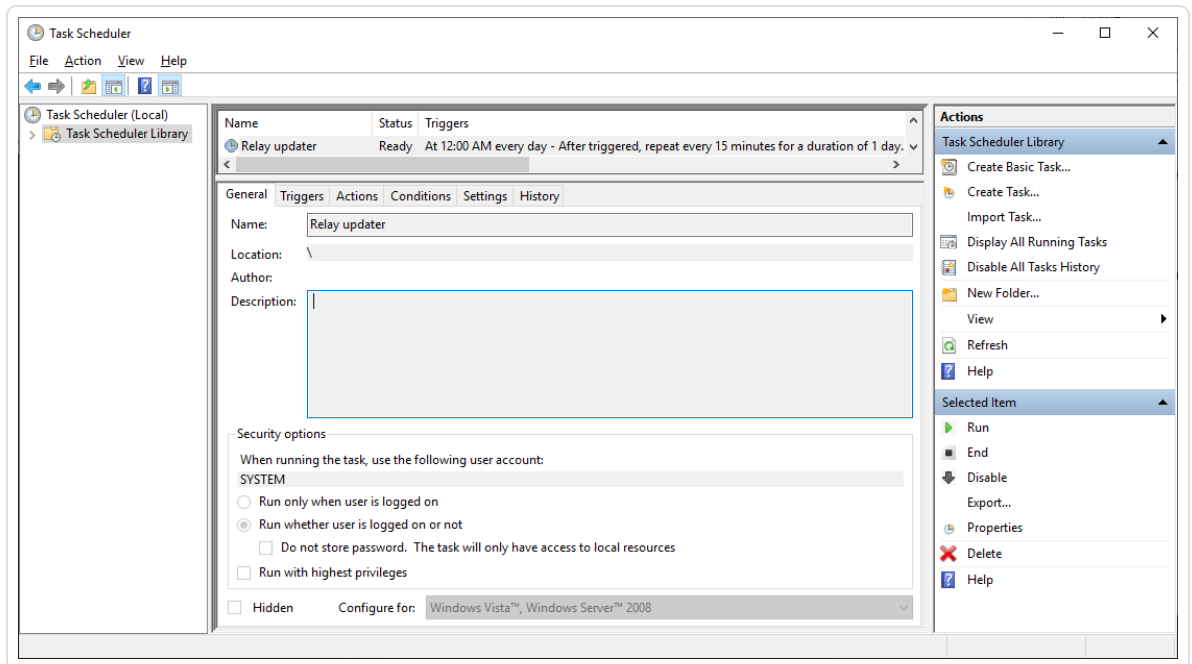 Task Scheduler
File Action View Help
Task Scheduler (Local)
Task Scheduler Library
Name Status Triggers
Relay updater Ready At 12:00 AM every day - After triggered, repeat every 15 minutes for a duration of 1 day.
General Triggers Actions Conditions Settings History
Name: Relay updater
Location: \
Author:
Description:
Security options
When running the task, use the following user account:
SYSTEM
Run only when user is logged on
Run whether user is logged on or not
Do not store password. The task will only have access to local resources
Run with highest privileges
Hidden Configure for: Windows Vista™, Windows Server™ 2008
Actions
Task Scheduler Library
Create Basic Task...
Create Task...
Import Task...
Display All Running Tasks
Disable All Tasks History
New Folder...
View
Refresh
Help
Selected Item
Run
End
Disable
Export...
Properties
Delete
Help